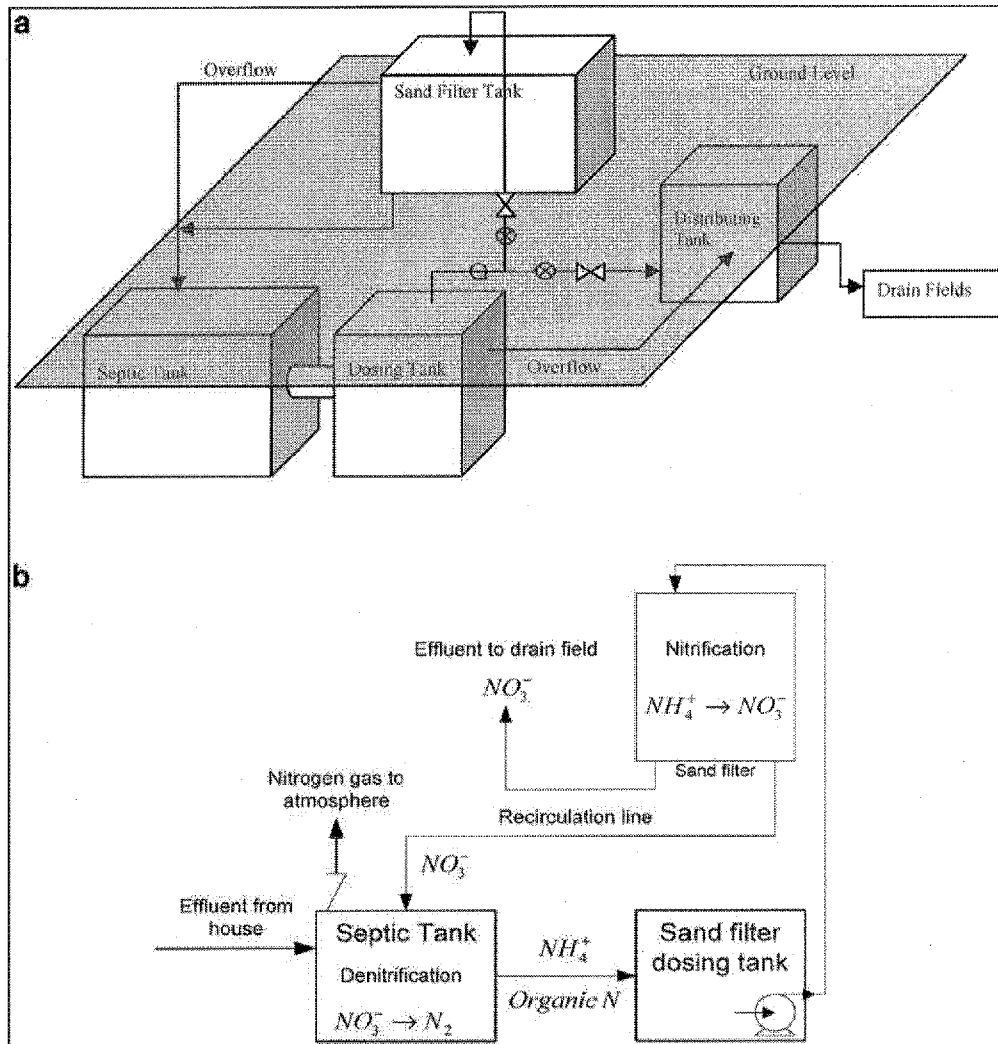 a
Overflow
Ground Level
Sand Filter Tank
Distributing
Tank
Drain Fields
Septic Tank
Dosing Tank
Overflow
b
Effluent to drain field
NO₃⁻
Nitrification
NH₄⁺ → NO₃⁻
Sand filter
Nitrogen gas to
atmosphere
Recirculation line
NO₃⁻
Effluent from
house
Septic Tank
Denitrification
NO₃⁻ → N₂
NH₄⁺
Organic N
Sand filter
dosing tank